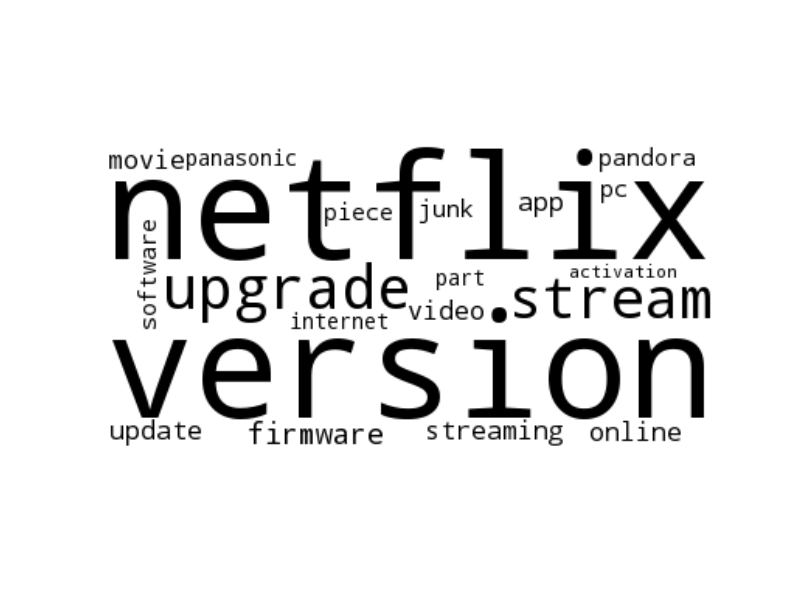 movie panasonic pandora
netflix
piece junk app pc
software
upgrade part activation
internet video stream
version
update firmware streaming online